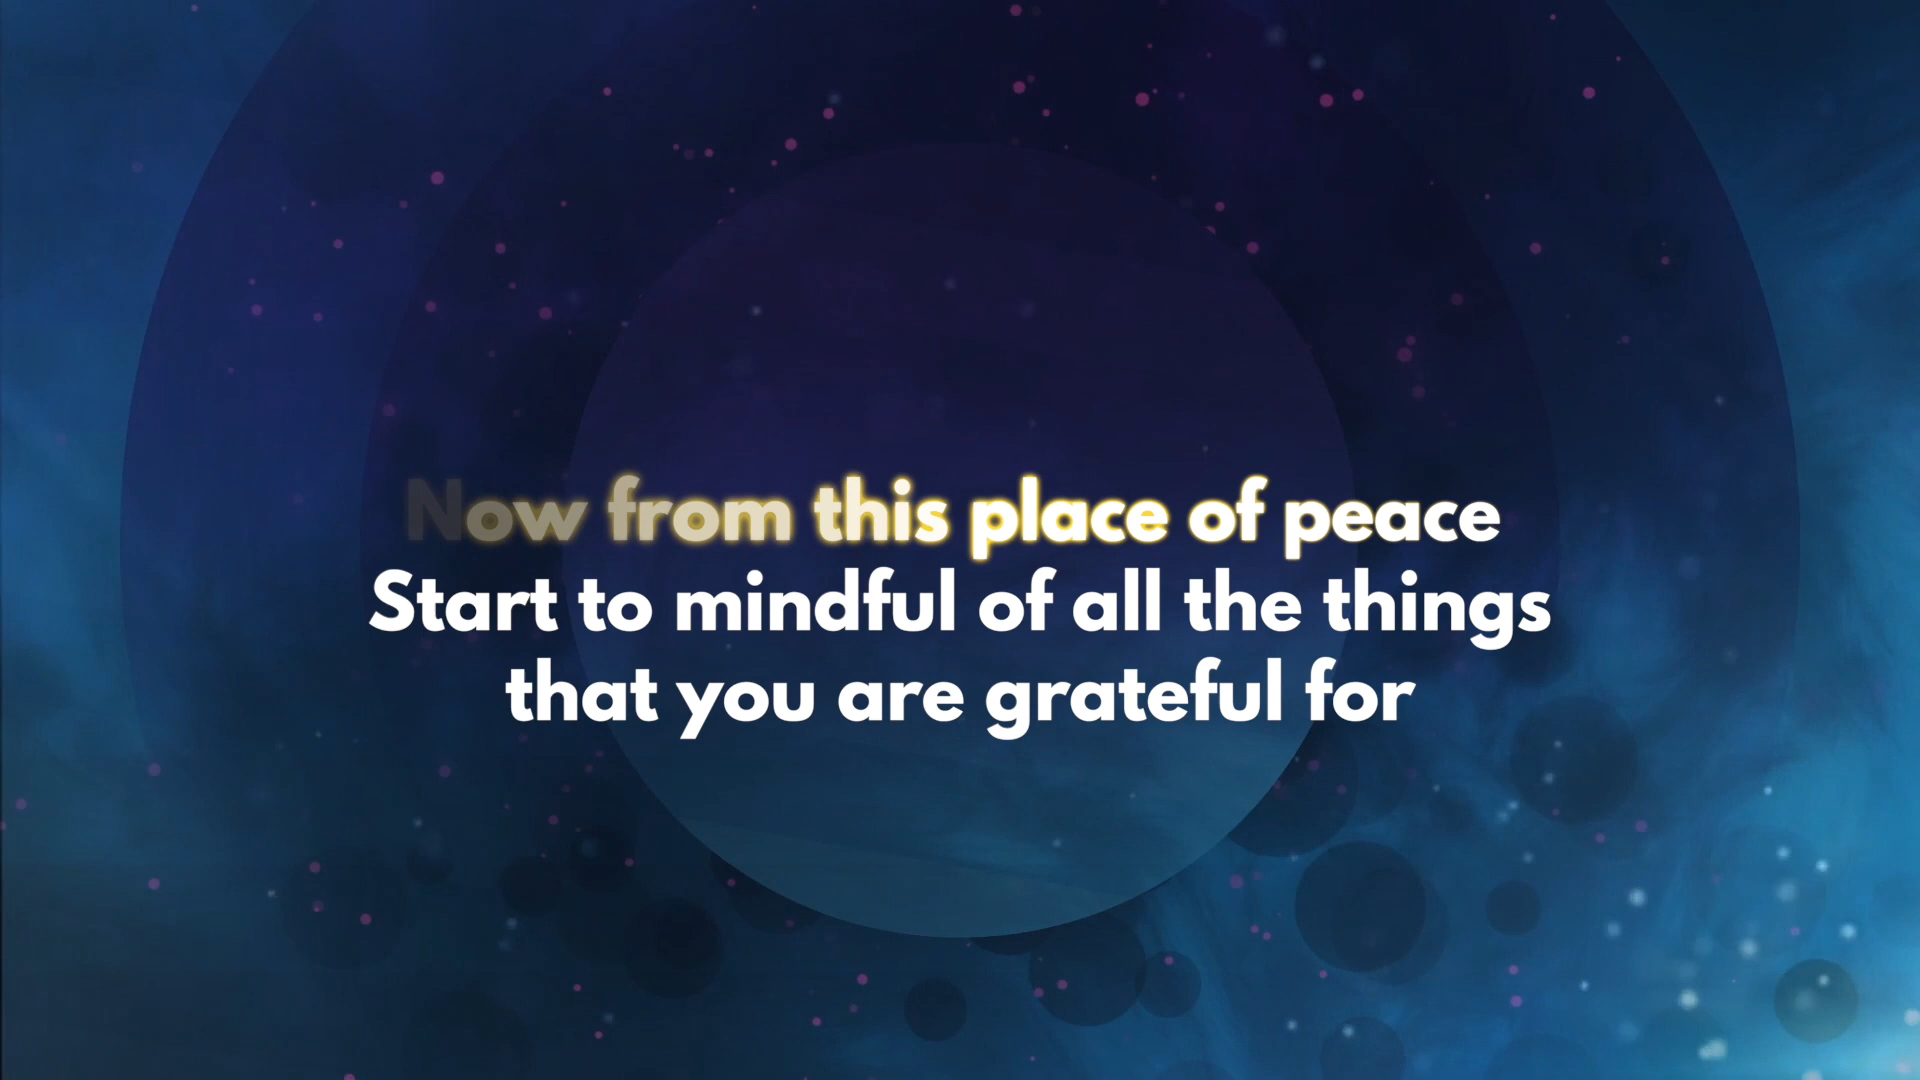 Now from this place of peace
Start to mindful of all the things
that you are grateful for